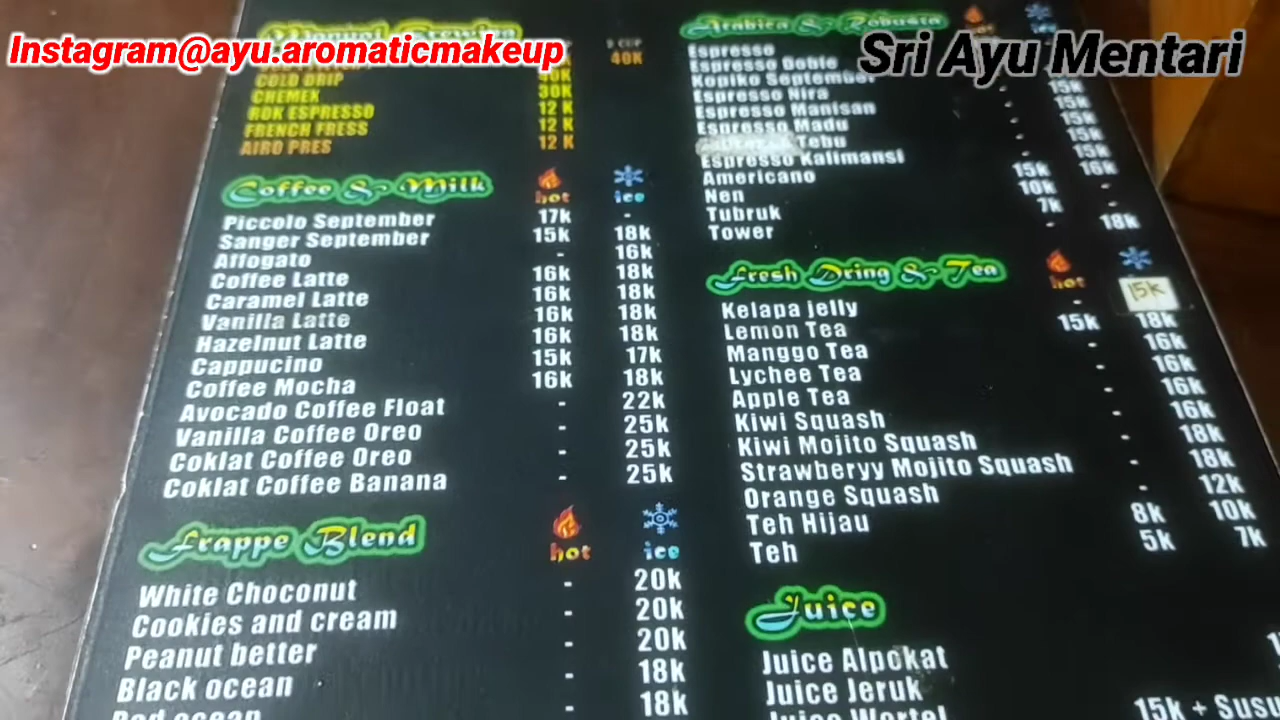 Instagram@ayu.aromaticmakeup
Sri Ayu Mentari
Manual Brewing
2 CUP
40K
40K
COLD DRIP 30K
CHEMEX
ROK ESPRESSO 12 K
FRENCH FRESS 12 K
AIRO PRES 12 K
Coffee & Milk hot ice
Piccolo September 17k -
Sanger September 15k 18k
Affogato - 16k
Coffee Latte 16k 18k
Caramel Latte 16k 18k
Vanilla Latte 16k 18k
Hazelnut Latte 16k 18k
Cappucino 15k 17k
Coffee Mocha 16k 18k
Avocado Coffee Float - 22k
Vanilla Coffee Oreo - 25k
Coklat Coffee Oreo - 25k
Coklat Coffee Banana - 25k
Frappe Blend hot ice
White Choconut - 20k
Cookies and cream - 20k
Peanut better - 20k
Black ocean - 18k
Red ocean - 18k
Arabica & Robusta
Espresso
Espresso Doble
Kopiko September
Espresso Nira - 15k
Espresso Manisan - 15k
Espresso Madu - 15k
Tebu - 15k
Espresso Kalimansi - 15k
Americano 15k 16k
Nen 10k -
Tubruk 7k -
Tower - 18k
Fresh Dring & Tea hot
Kelapa jelly - 15k
Lemon Tea 15k 18k
Manggo Tea - 16k
Lychee Tea - 16k
Apple Tea - 16k
Kiwi Squash - 16k
Kiwi Mojito Squash - 18k
Strawberyy Mojito Squash - 18k
Orange Squash - 12k
Teh Hijau 8k 10k
Teh 5k 7k
Juice
Juice Alpokat
Juice Jeruk
Juice Wortel 15k + Susu